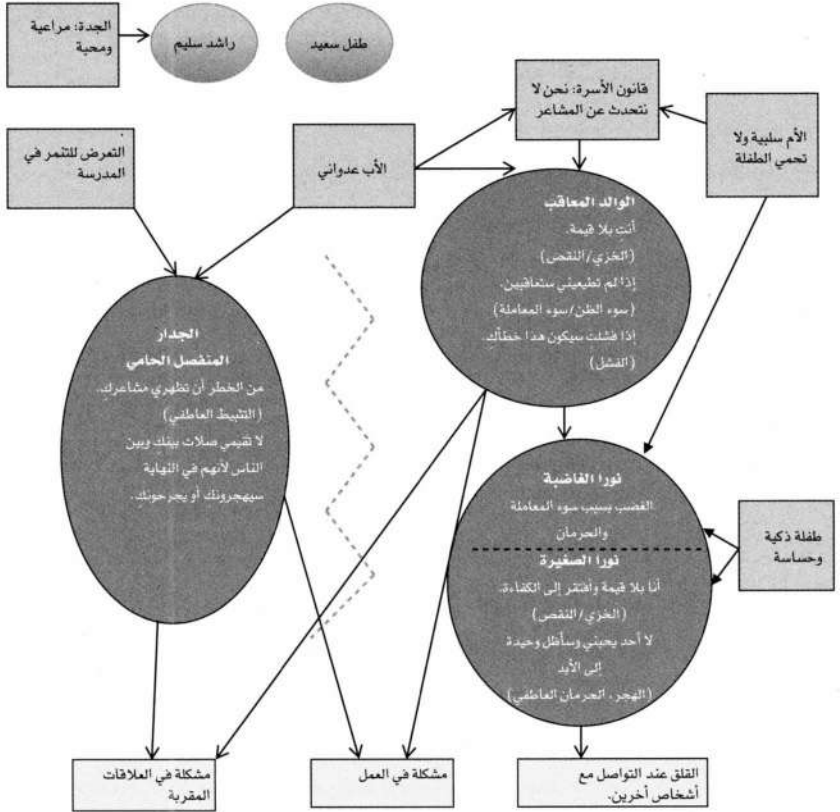 الجدة: مراعية
ومحبة
راشد سليم
طفل سعيد
قانون الأسرة: نحن لا
نتحدث عن المشاعر
الأم سلبية ولا
تحمي الطفلة
الأب عدواني
التعرض للتنمر في
المدرسة
الوالد المعاقب
أنتِ بلا قيمة.
(الخزي/النقص)
إذا لم تطيعيني ستعاقبين.
(سوء الظن/سوء المعاملة)
إذا فشلت سيكون هذا خطأكِ.
(الفشل)
الجدار
المنفصل الحامي
من الخطر أن تظهري مشاعركِ.
(التثبيط العاطفي)
لا تقيمي صلات بينكِ وبين
الناس لأنهم في النهاية
سيهجرونك أو يجرحونكِ.
نورا الغاضبة
الغضب بسبب سوء المعاملة
والحرمان
نورا الصغيرة
أنا بلا قيمة وأفتقر إلى الكفاءة.
(الخزي/النقص)
لا أحد يحبني وسأظل وحيدة
إلى الأبد
(الهجر، الحرمان العاطفي)
طفلة ذكية
وحساسة
مشكلة في العلاقات
المقربة
مشكلة في العمل
القلق عند التواصل مع
أشخاص أخرين.